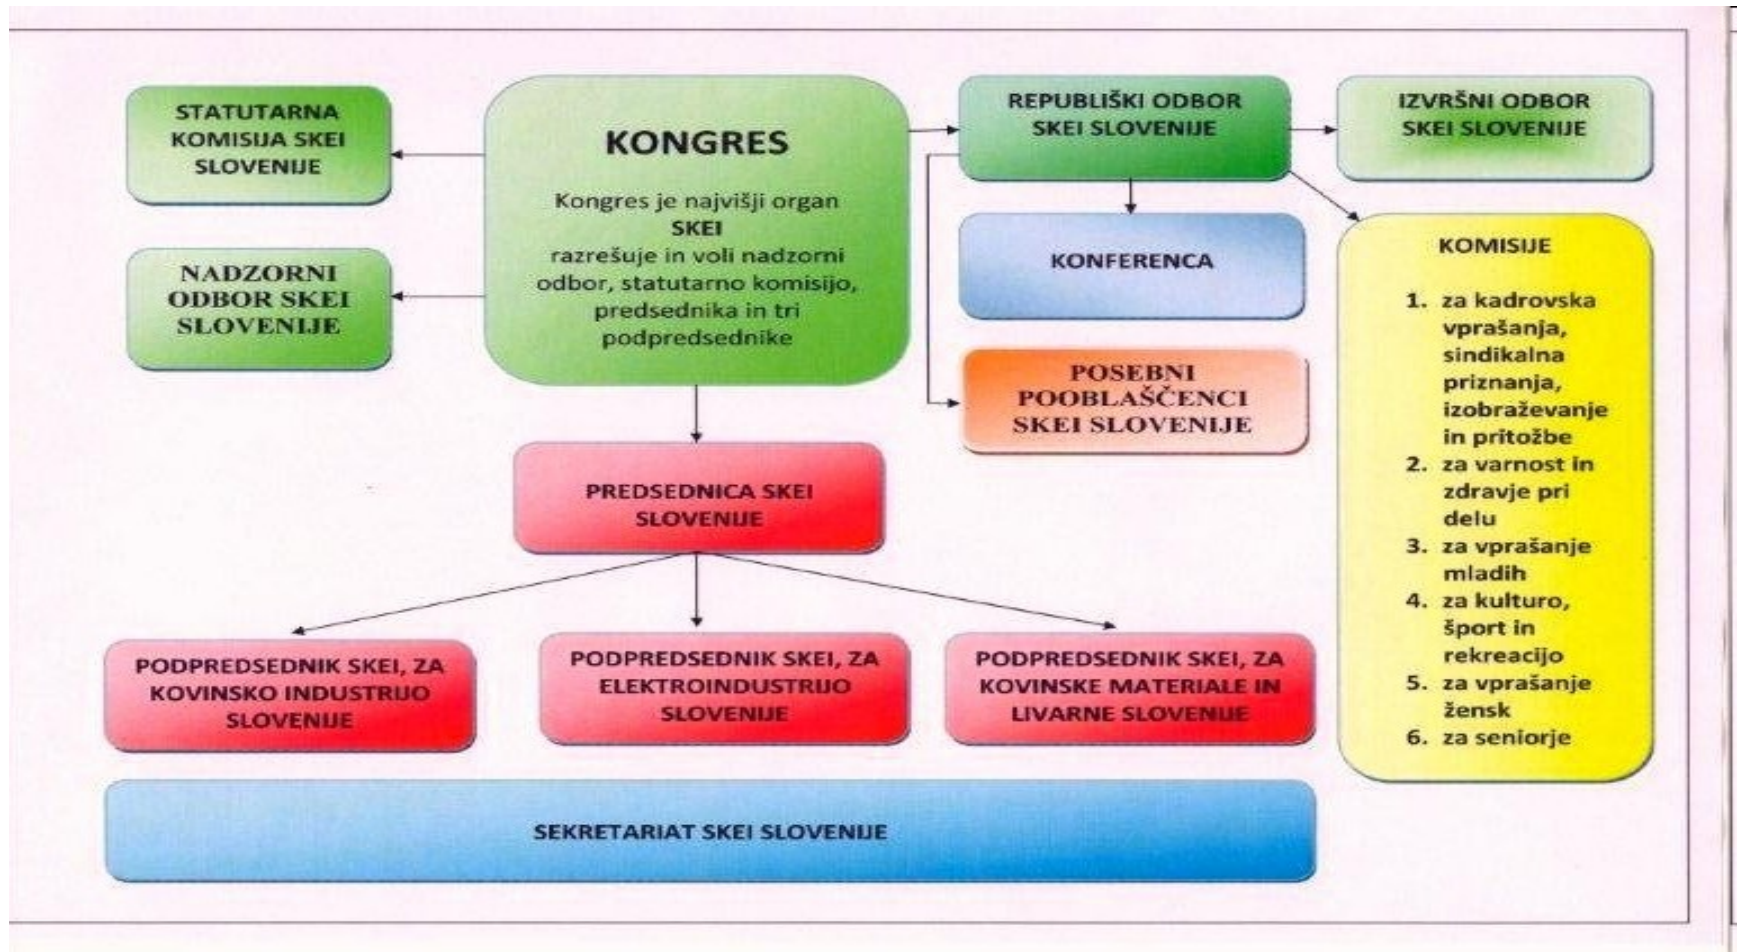 STATUTARNA
KOMISIJA SKEI
SLOVENIJE
NADZORNI
ODBOR SKEI
SLOVENIJE
KONGRES
Kongres je najvišji organ
SKEI
razrešuje in voli nadzorni
odbor, statutarno komisijo,
predsednika in tri
podpredsednike
REPUBLIŠKI ODBOR
SKEI SLOVENIJE
IZVRŠNI ODBOR
SKEI SLOVENIJE
KONFERENCA
POSEBNI
POOBLAŠČENCI
SKEI SLOVENIJE
KOMISIJE
1. za kadrovska
vprašanja,
sindikalna
priznanja,
izobraževanje
in pritožbe
2. za varnost in
zdravje pri
delu
3. za vprašanje
mladih
4. za kulturo,
šport in
rekreacijo
5. za vprašanje
žensk
6. za seniorje
PREDSEDNICA SKEI
SLOVENIJE
PODPREDSEDNIK SKEI, ZA
KOVINSKO INDUSTRIJO
SLOVENIJE
PODPREDSEDNIK SKEI, ZA
ELEKTROINDUSTRIJO
SLOVENIJE
PODPREDSEDNIK SKEI, ZA
KOVINSKE MATERIALE IN
LIVARNE SLOVENIJE
SEKRETARIAT SKEI SLOVENIJE